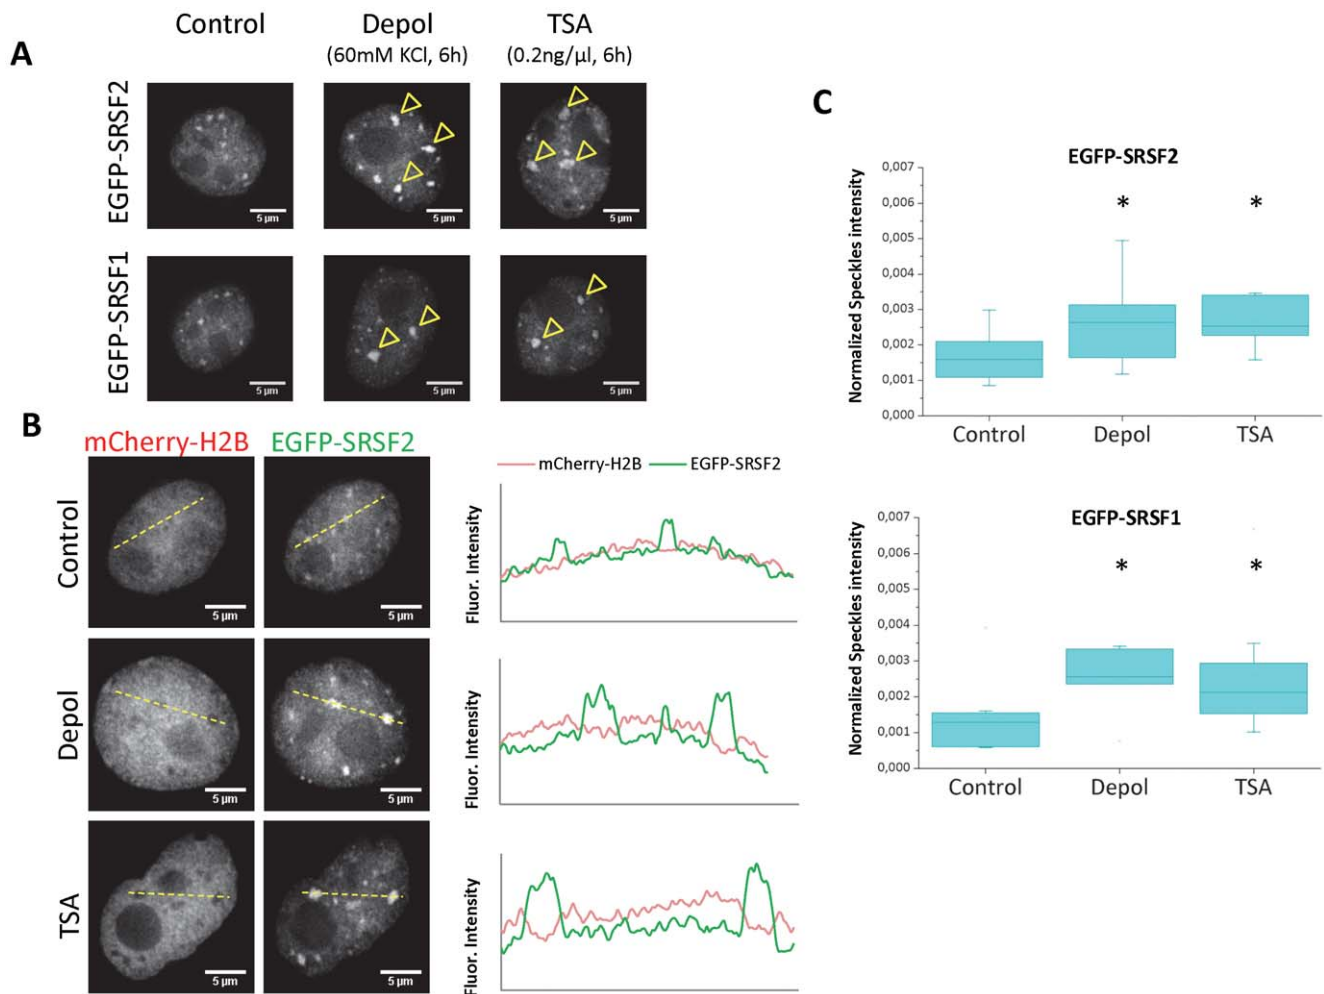 A
Control
Depol
TSA
(60mM KCl, 6h)
(0.2ng/µl, 6h)
EGFP-SRSF2
5 µm
5 µm
5 µm
EGFP-SRSF1
5 µm
5 µm
5 µm
B
mCherry-H2B
EGFP-SRSF2
mCherry-H2B
EGFP-SRSF2
Control
5 µm
5 µm
Fluor. Intensity
Depol
5 µm
5 µm
Fluor. Intensity
TSA
5 µm
5 µm
Fluor. Intensity
C
EGFP-SRSF2
Normalized Speckles intensity
0,007
0,006
0,005
0,004
0,003
0,002
0,001
0,000
*
*
Control
Depol
TSA
EGFP-SRSF1
Normalized Speckles intensity
0,007
0,006
0,005
0,004
0,003
0,002
0,001
0,000
*
*
Control
Depol
TSA